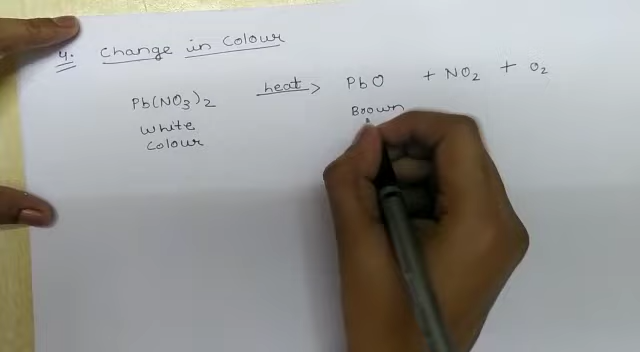 4. Change in Colour
Pb(NO3)2 heat> PbO + NO2 + O2
White Brown
Colour